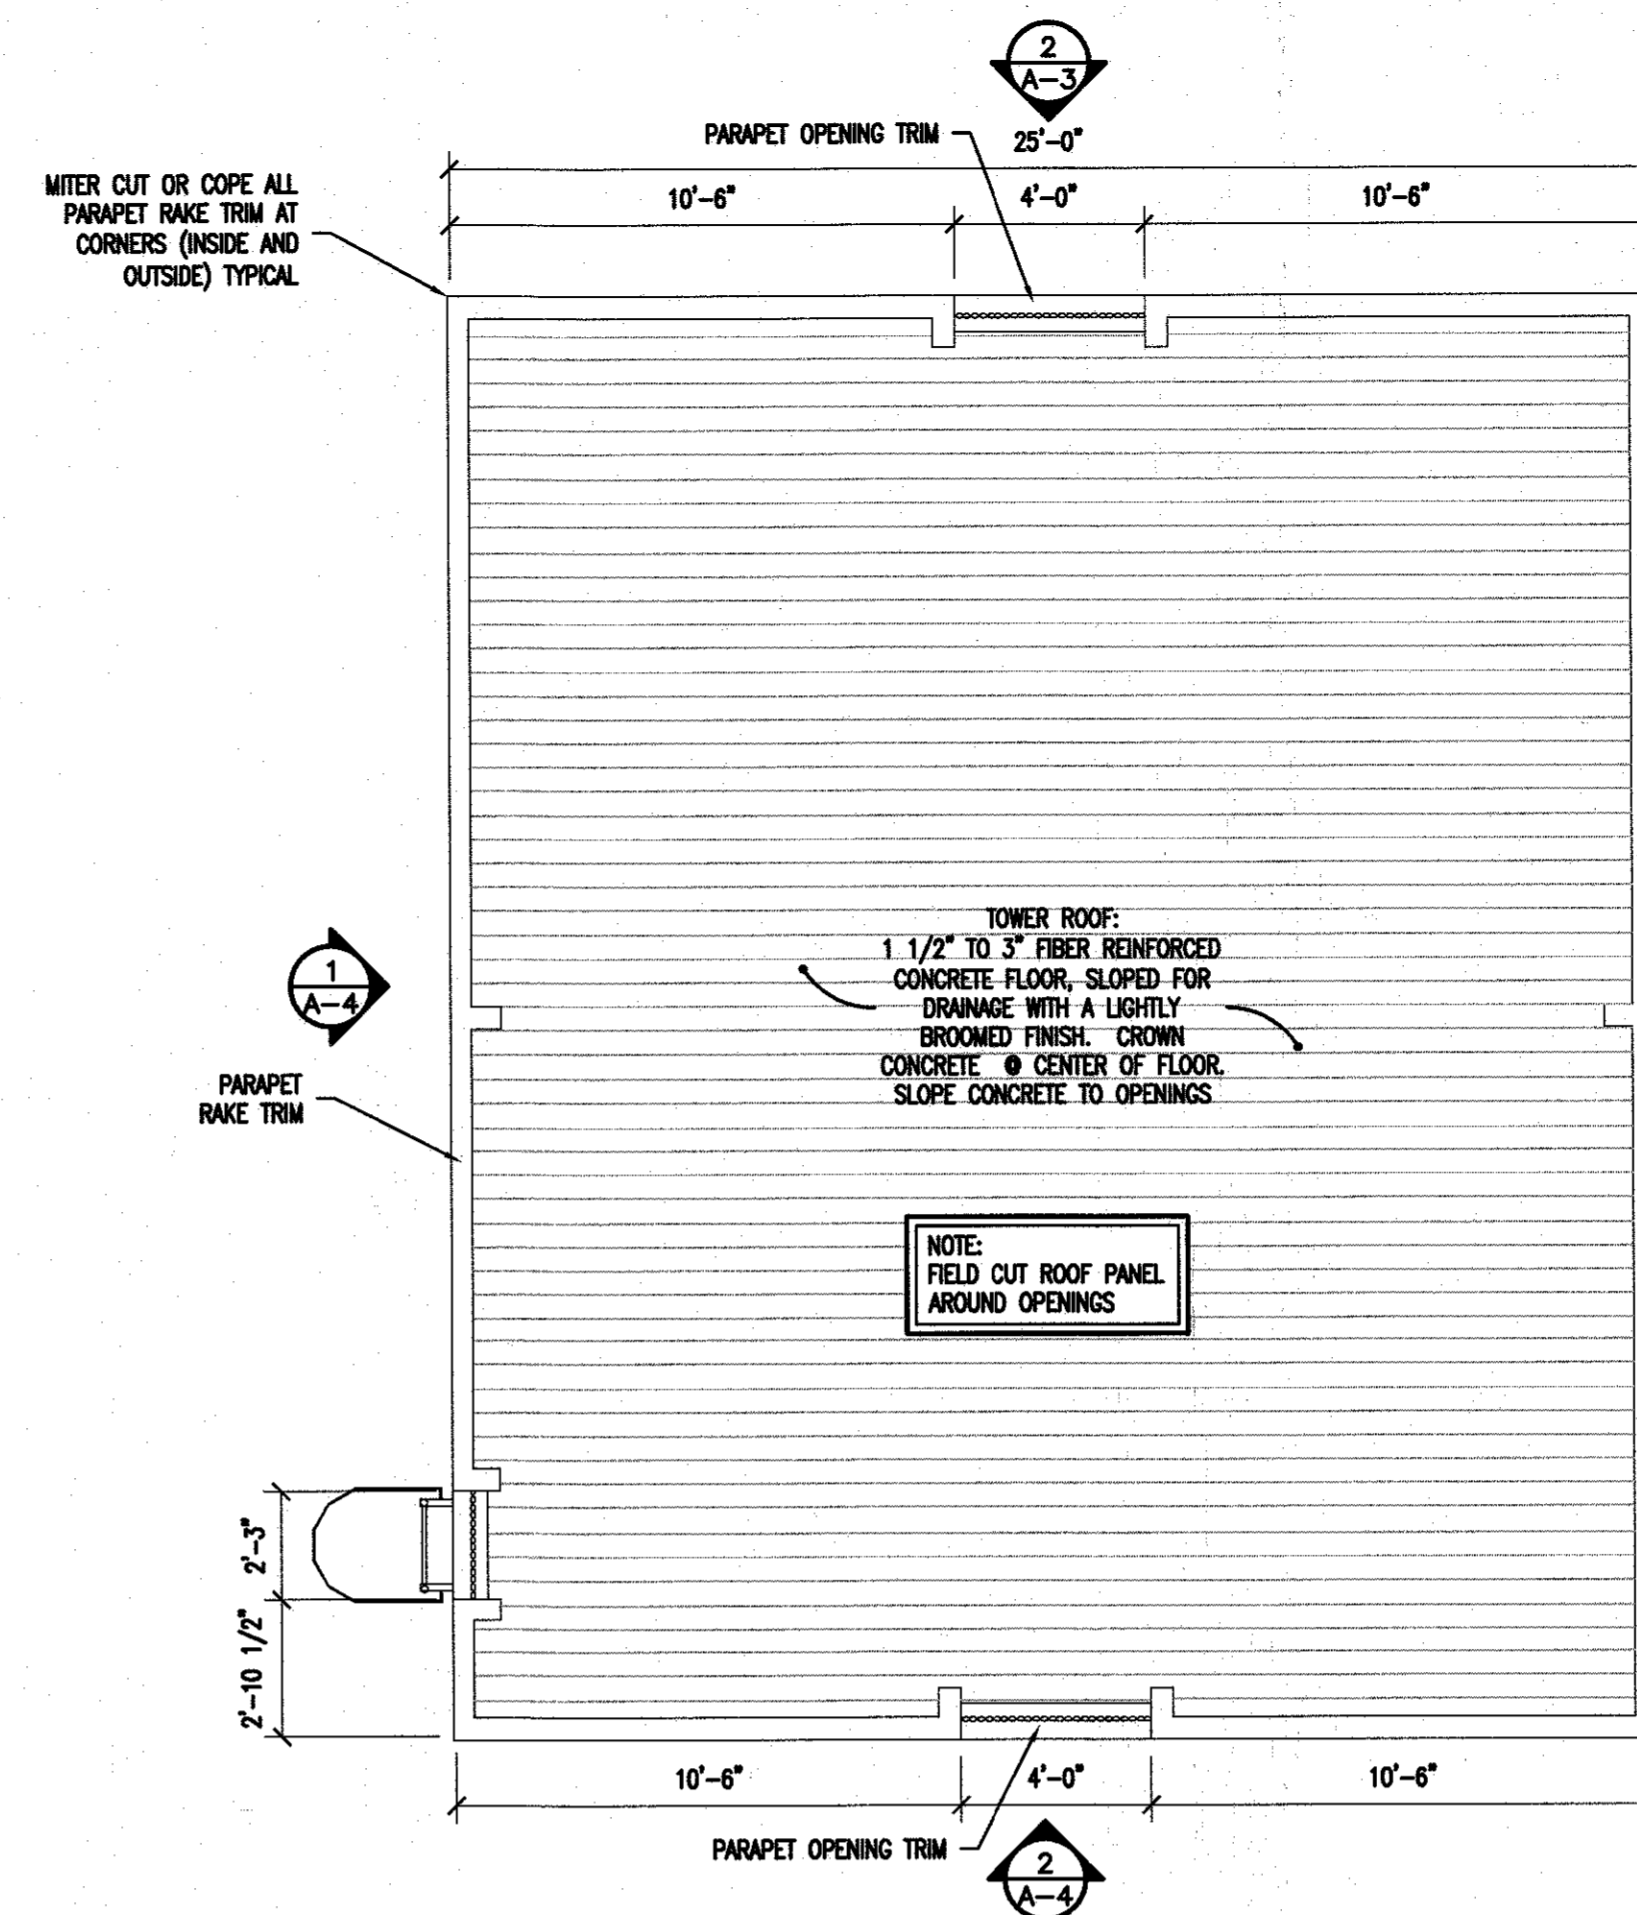 2
A-3
PARAPET OPENING TRIM
25'-0"
MITER CUT OR COPE ALL
PARAPET RAKE TRIM AT
CORNERS (INSIDE AND
OUTSIDE) TYPICAL
10'-6"
4'-0"
10'-6"
TOWER ROOF:
1 1/2" TO 3" FIBER REINFORCED
CONCRETE FLOOR, SLOPED FOR
DRAINAGE WITH A LIGHTLY
BROOMED FINISH. CROWN
CONCRETE @ CENTER OF FLOOR.
SLOPE CONCRETE TO OPENINGS
1
A-4
PARAPET
RAKE TRIM
NOTE:
FIELD CUT ROOF PANEL
AROUND OPENINGS
2'-3"
2'-10 1/2"
10'-6"
4'-0"
10'-6"
PARAPET OPENING TRIM
2
A-4